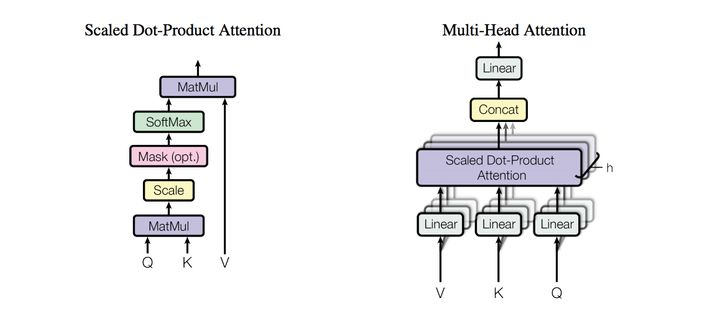 Scaled Dot-Product Attention
MatMul
SoftMax
Mask (opt.)
Scale
MatMul
Q K V
Multi-Head Attention
Linear
Concat
Scaled Dot-Product
Attention
h
Linear Linear Linear
V K Q